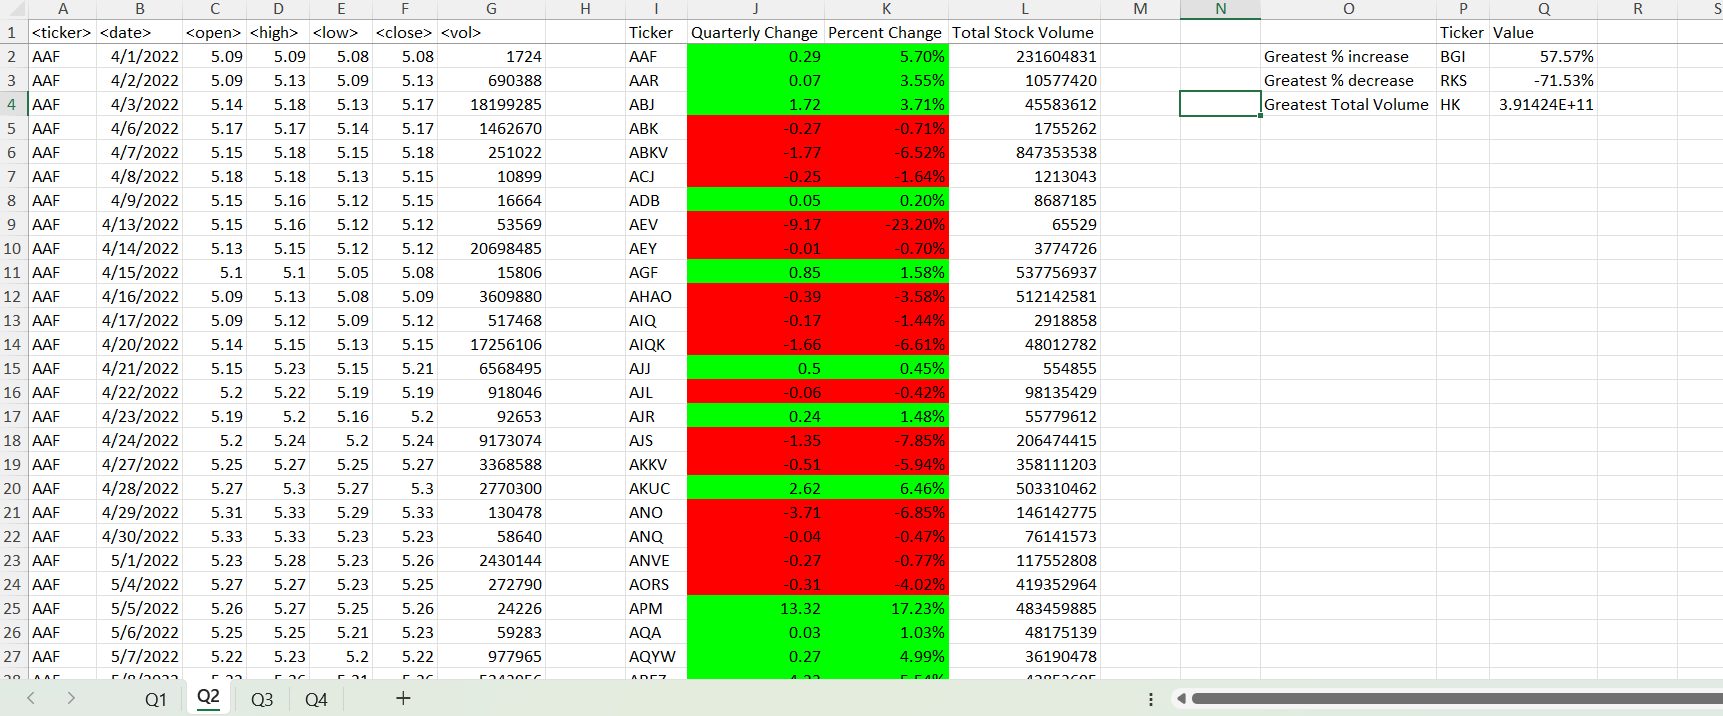 A B C D E F G H I J K L M N O P Q R S
1 <ticker> <date> <open> <high> <low> <close> <vol> Ticker Quarterly Change Percent Change Total Stock Volume Ticker Value
2 AAF 4/1/2022 5.09 5.09 5.08 5.08 1724 AAF 0.29 5.70% 231604831 Greatest % increase BGI 57.57%
3 AAF 4/2/2022 5.09 5.13 5.09 5.13 690388 AAR 0.07 3.55% 10577420 Greatest % decrease RKS -71.53%
4 AAF 4/3/2022 5.14 5.18 5.13 5.17 18199285 ABJ 1.72 3.71% 45583612 Greatest Total Volume HK 3.91424E+11
5 AAF 4/6/2022 5.17 5.17 5.14 5.17 1462670 ABK -0.27 -0.71% 1755262
6 AAF 4/7/2022 5.15 5.18 5.15 5.18 251022 ABKV -1.77 -6.52% 847353538
7 AAF 4/8/2022 5.18 5.18 5.13 5.15 10899 ACJ -0.25 -1.64% 1213043
8 AAF 4/9/2022 5.15 5.16 5.12 5.15 16664 ADB 0.05 0.20% 8687185
9 AAF 4/13/2022 5.15 5.16 5.12 5.12 53569 AEV -9.17 -23.20% 65529
10 AAF 4/14/2022 5.13 5.15 5.12 5.12 20698485 AEY -0.01 -0.70% 3774726
11 AAF 4/15/2022 5.1 5.1 5.05 5.08 15806 AGF 0.85 1.58% 537756937
12 AAF 4/16/2022 5.09 5.13 5.08 5.09 3609880 AHAO -0.39 -3.58% 512142581
13 AAF 4/17/2022 5.09 5.12 5.09 5.12 517468 AIQ -0.17 -1.44% 2918858
14 AAF 4/20/2022 5.14 5.15 5.13 5.15 17256106 AIQK -1.66 -6.61% 48012782
15 AAF 4/21/2022 5.15 5.23 5.15 5.21 6568495 AJJ 0.5 0.45% 554855
16 AAF 4/22/2022 5.2 5.22 5.19 5.19 918046 AJL -0.06 -0.42% 98135429
17 AAF 4/23/2022 5.19 5.2 5.16 5.2 92653 AJR 0.24 1.48% 55779612
18 AAF 4/24/2022 5.2 5.24 5.2 5.24 9173074 AJS -1.35 -7.85% 206474415
19 AAF 4/27/2022 5.25 5.27 5.25 5.27 3368588 AKKV -0.51 -5.94% 358111203
20 AAF 4/28/2022 5.27 5.3 5.27 5.3 2770300 AKUC 2.62 6.46% 503310462
21 AAF 4/29/2022 5.31 5.33 5.29 5.33 130478 ANO -3.71 -6.85% 146142775
22 AAF 4/30/2022 5.33 5.33 5.23 5.23 58640 ANQ -0.04 -0.47% 76141573
23 AAF 5/1/2022 5.23 5.28 5.23 5.26 2430144 ANVE -0.27 -0.77% 117552808
24 AAF 5/4/2022 5.27 5.27 5.23 5.25 272790 AORS -0.31 -4.02% 419352964
25 AAF 5/5/2022 5.26 5.27 5.25 5.26 24226 APM 13.32 17.23% 483459885
26 AAF 5/6/2022 5.25 5.25 5.21 5.23 59283 AQA 0.03 1.03% 48175139
27 AAF 5/7/2022 5.22 5.23 5.2 5.22 977965 AQYW 0.27 4.99% 36190478
Q1 Q2 Q3 Q4